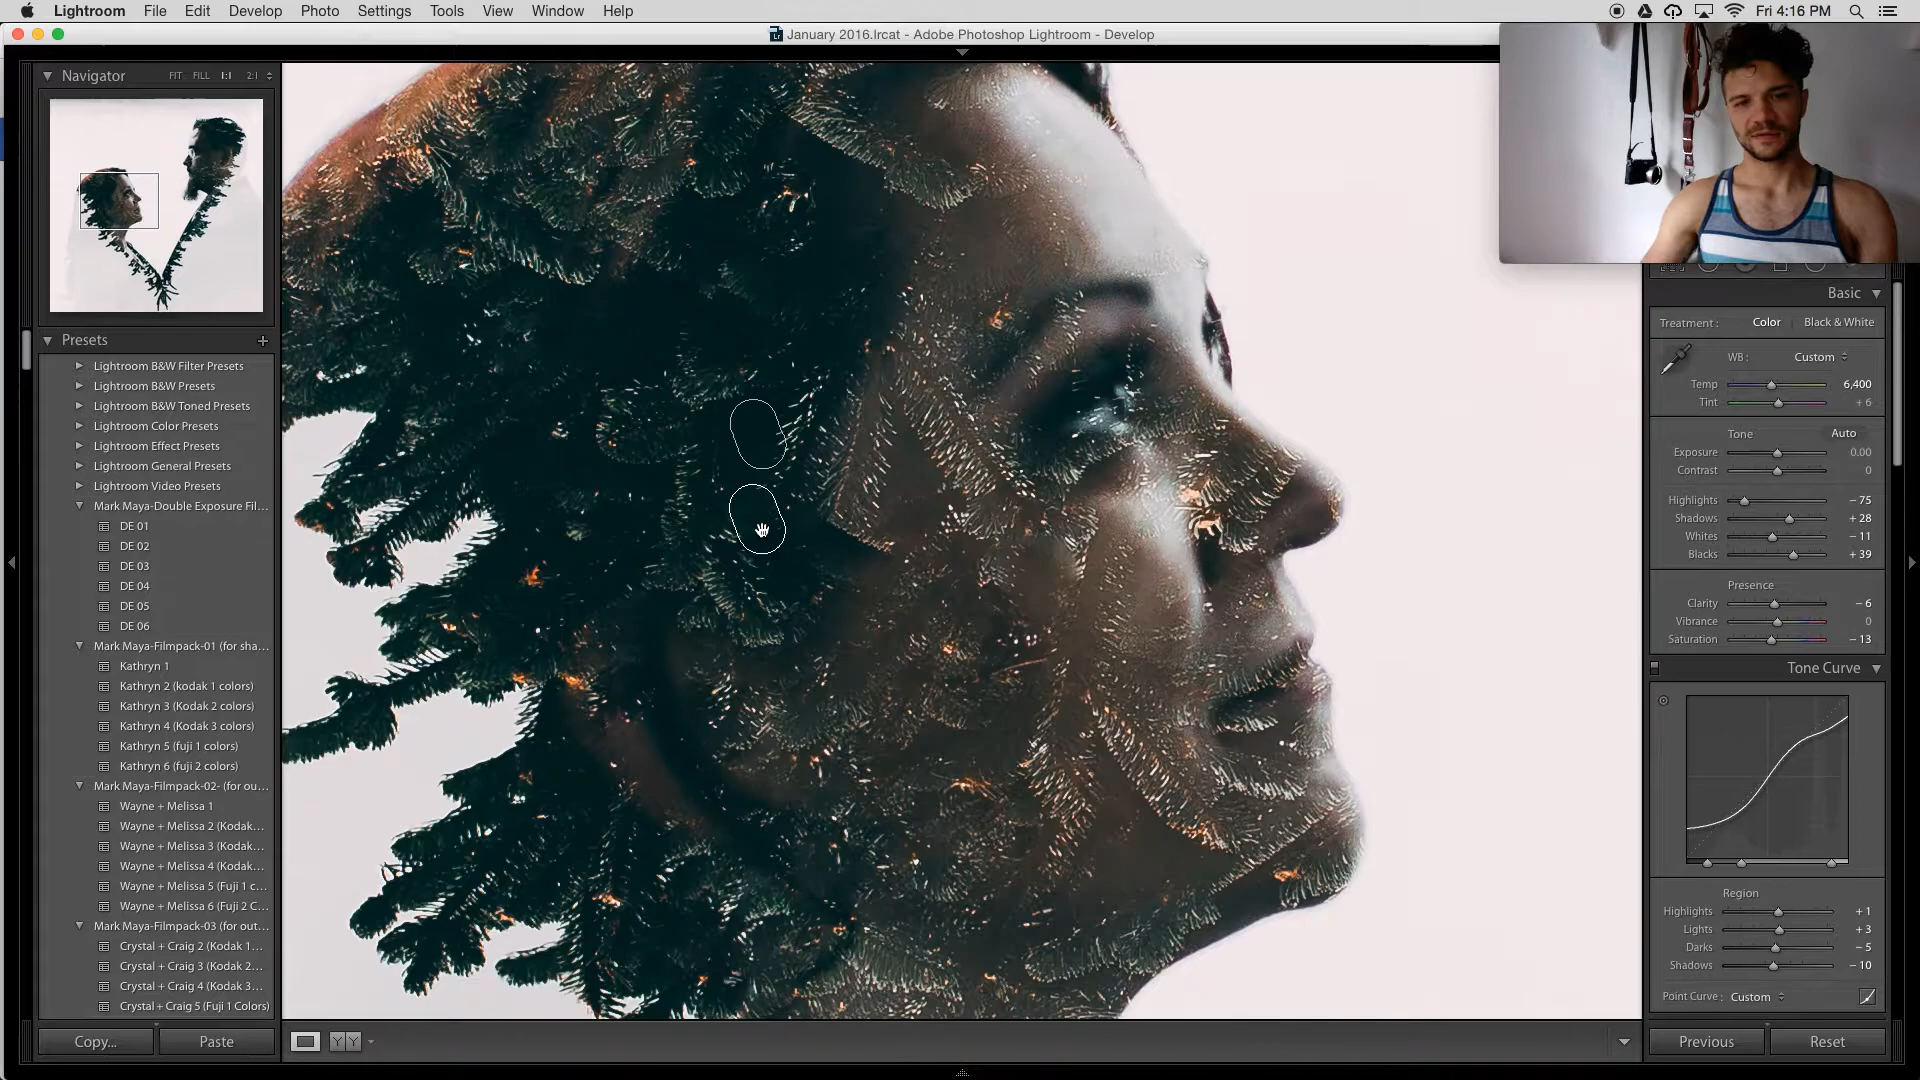 Lightroom File Edit Develop Photo Settings Tools View Window Help Fri 4:16 PM
January 2016.lrcat - Adobe Photoshop Lightroom - Develop
Navigator FIT FILL 1:1 2:1
Presets +
Lightroom B&W Filter Presets
Lightroom B&W Presets
Lightroom B&W Toned Presets
Lightroom Color Presets
Lightroom Effect Presets
Lightroom General Presets
Lightroom Video Presets
Mark Maya-Double Exposure Fil...
DE 01
DE 02
DE 03
DE 04
DE 05
DE 06
Mark Maya-Filmpack-01 (for sha...
Kathryn 1
Kathryn 2 (kodak 1 colors)
Kathryn 3 (Kodak 2 colors)
Kathryn 4 (Kodak 3 colors)
Kathryn 5 (fuji 1 colors)
Kathryn 6 (fuji 2 colors)
Mark Maya-Filmpack-02- (for ou...
Wayne + Melissa 1
Wayne + Melissa 2 (Kodak...
Wayne + Melissa 3 (Kodak...
Wayne + Melissa 4 (Kodak...
Wayne + Melissa 5 (Fuji 1 c...
Wayne + Melissa 6 (Fuji 2 C...
Mark Maya-Filmpack-03 (for out...
Crystal + Craig 2 (Kodak 1...
Crystal + Craig 3 (Kodak 2...
Crystal + Craig 4 (Kodak 3...
Crystal + Craig 5 (Fuji 1 Colors)
Copy... Paste
Basic
Treatment : Color Black & White
WB : Custom
Temp 6,400
Tint + 6
Tone Auto
Exposure 0.00
Contrast 0
Highlights − 75
Shadows + 28
Whites − 11
Blacks + 39
Presence
Clarity − 6
Vibrance 0
Saturation − 13
Tone Curve
Region
Highlights + 1
Lights + 3
Darks − 5
Shadows − 10
Point Curve : Custom
Previous Reset